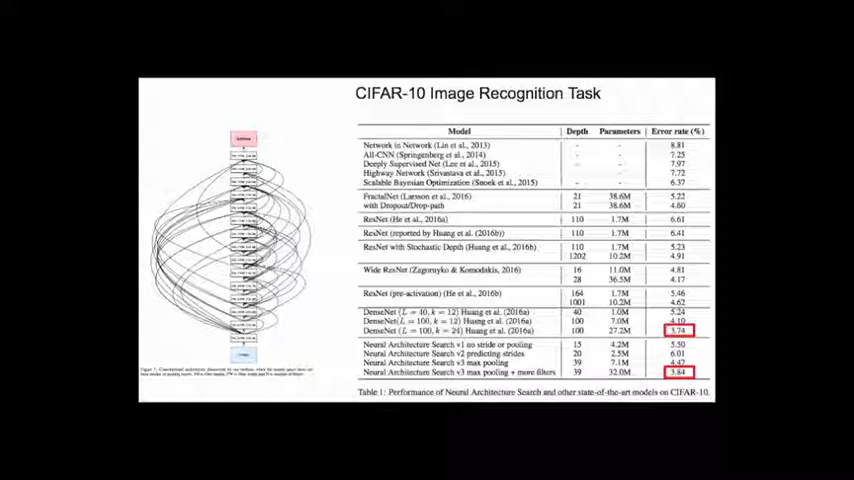 CIFAR-10 Image Recognition Task
Model Depth Parameters Error rate (%)
Network in Network (Lin et al., 2013) - - 8.81
All-CNN (Springenberg et al., 2014) - - 7.25
Deeply Supervised Net (Lee et al., 2015) - - 7.97
Highway Network (Srivastava et al., 2015) - - 7.72
Scalable Bayesian Optimization (Snoek et al., 2015) - - 6.37
FractalNet (Larsson et al., 2016) 21 38.6M 5.22
with Dropout/Drop-path 21 38.6M 4.60
ResNet (He et al., 2016a) 110 1.7M 6.61
ResNet (reported by Huang et al. (2016b)) 110 1.7M 6.41
ResNet with Stochastic Depth (Huang et al., 2016b) 110 1.7M 5.23
1202 10.2M 4.91
Wide ResNet (Zagoruyko & Komodakis, 2016) 16 11.0M 4.81
28 36.5M 4.17
ResNet (pre-activation) (He et al., 2016b) 164 1.7M 5.46
1001 10.2M 4.62
DenseNet (L = 40, k = 12) Huang et al. (2016a) 40 1.0M 5.24
DenseNet(L = 100, k = 12) Huang et al. (2016a) 100 7.0M 4.10
DenseNet (L = 100, k = 24) Huang et al. (2016a) 100 27.2M 3.74
Neural Architecture Search v1 no stride or pooling 15 4.2M 5.50
Neural Architecture Search v2 predicting strides 20 2.5M 6.01
Neural Architecture Search v3 max pooling 39 7.1M 4.47
Neural Architecture Search v3 max pooling + more filters 39 32.0M 3.84
Table 1: Performance of Neural Architecture Search and other state-of-the-art models on CIFAR-10.